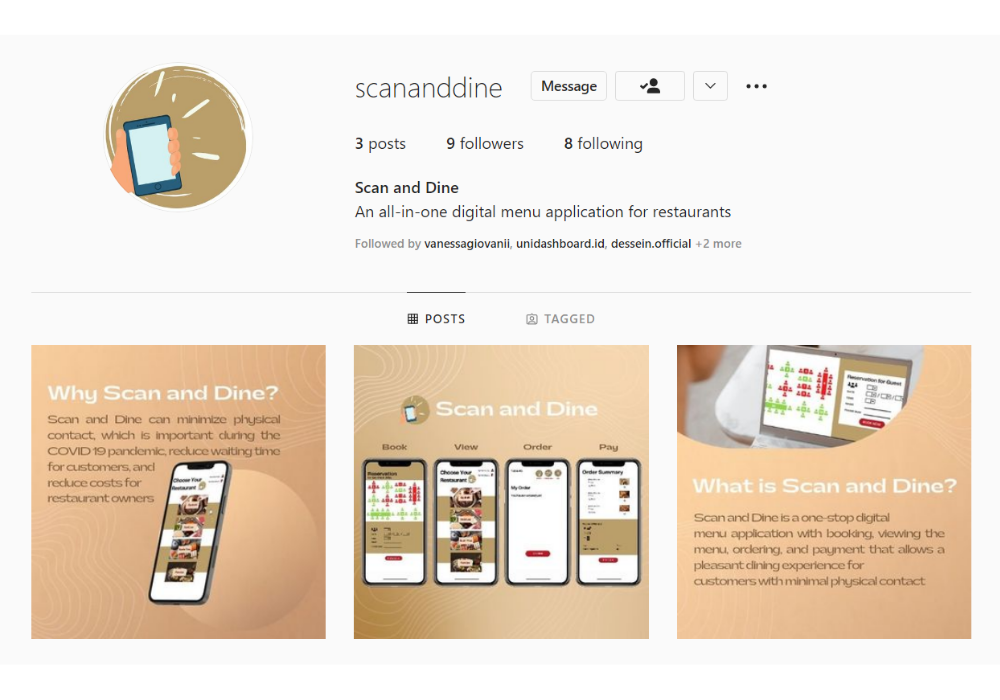 scananddine
Message
3 posts 9 followers 8 following
Scan and Dine
An all-in-one digital menu application for restaurants
Followed by vanessagiovanii, unidashboard.id, dessein.official +2 more
POSTS TAGGED
Why Scan and Dine?
Scan and Dine can minimize physical
contact, which is important during the
COVID 19 pandemic, reduce waiting time
for customers, and
reduce costs for
restaurant owners
Choose Your
Restaurant
Scan and Dine
Book View Order Pay
Reservation
Choose Your
Restaurant
My Order
Order Summary
Reservation for Guest
What is Scan and Dine?
Scan and Dine is a one-stop digital
menu application with booking, viewing the
menu, ordering, and payment that allows a
pleasant dining experience for
customers with minimal physical contact